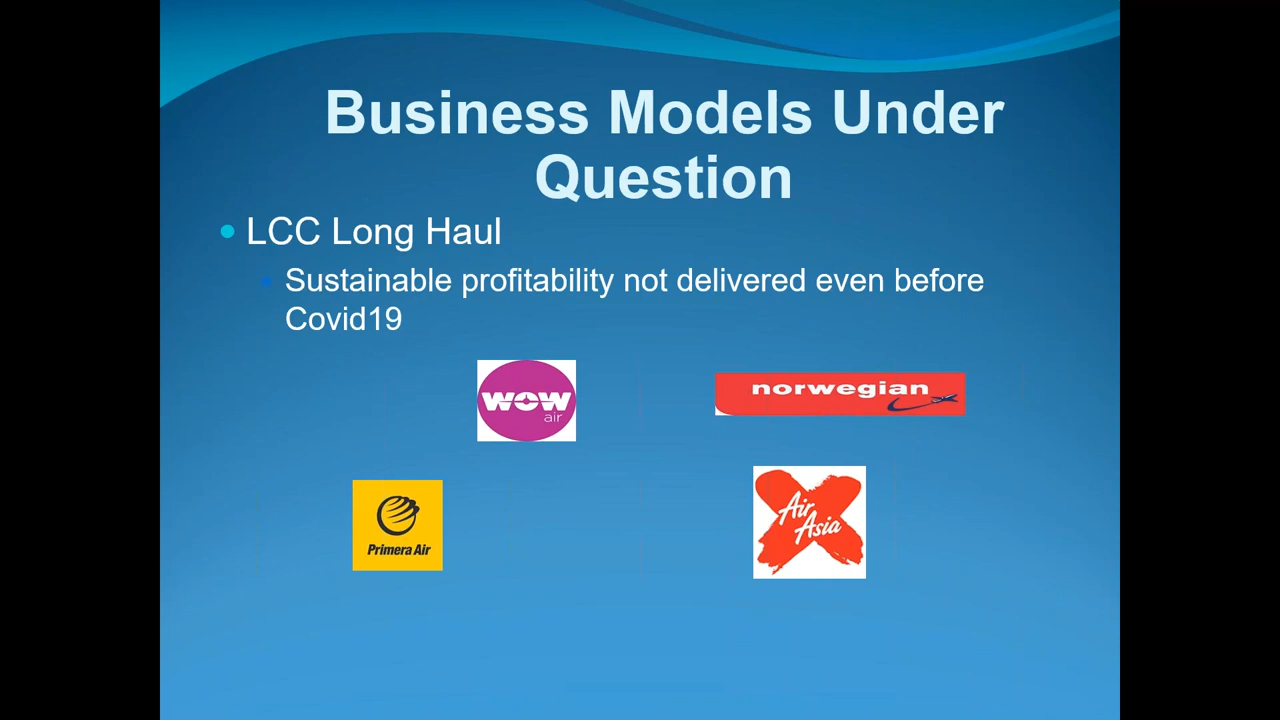 Business Models Under
Question
LCC Long Haul
Sustainable profitability not delivered even before
Covid19
wow
air
norwegian
Primera Air
Air
Asia